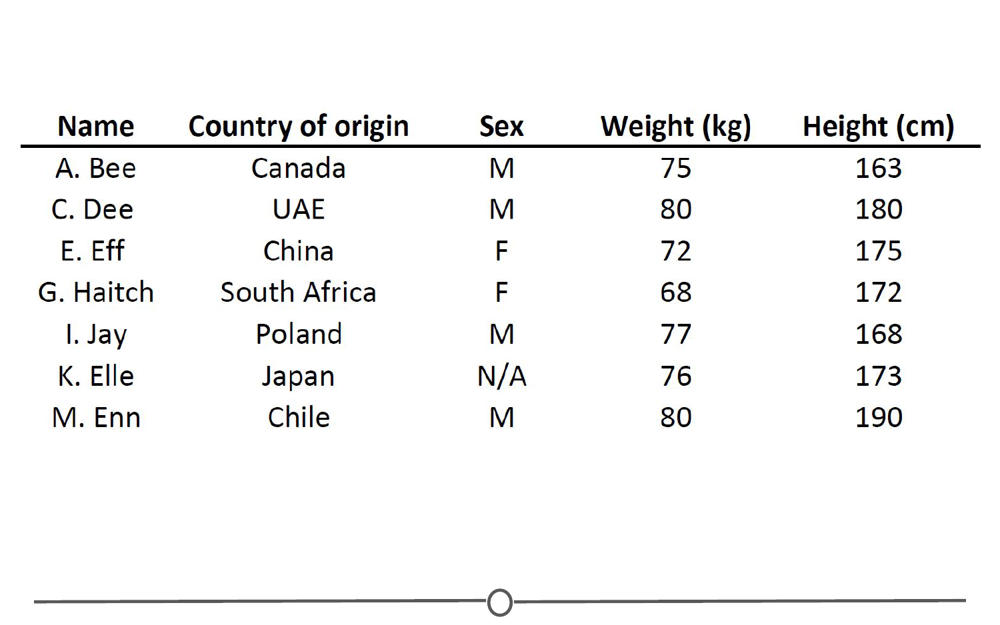 Name Country of origin Sex Weight (kg) Height (cm)
A. Bee Canada M 75 163
C. Dee UAE M 80 180
E. Eff China F 72 175
G. Haitch South Africa F 68 172
I. Jay Poland M 77 168
K. Elle Japan N/A 76 173
M. Enn Chile M 80 190